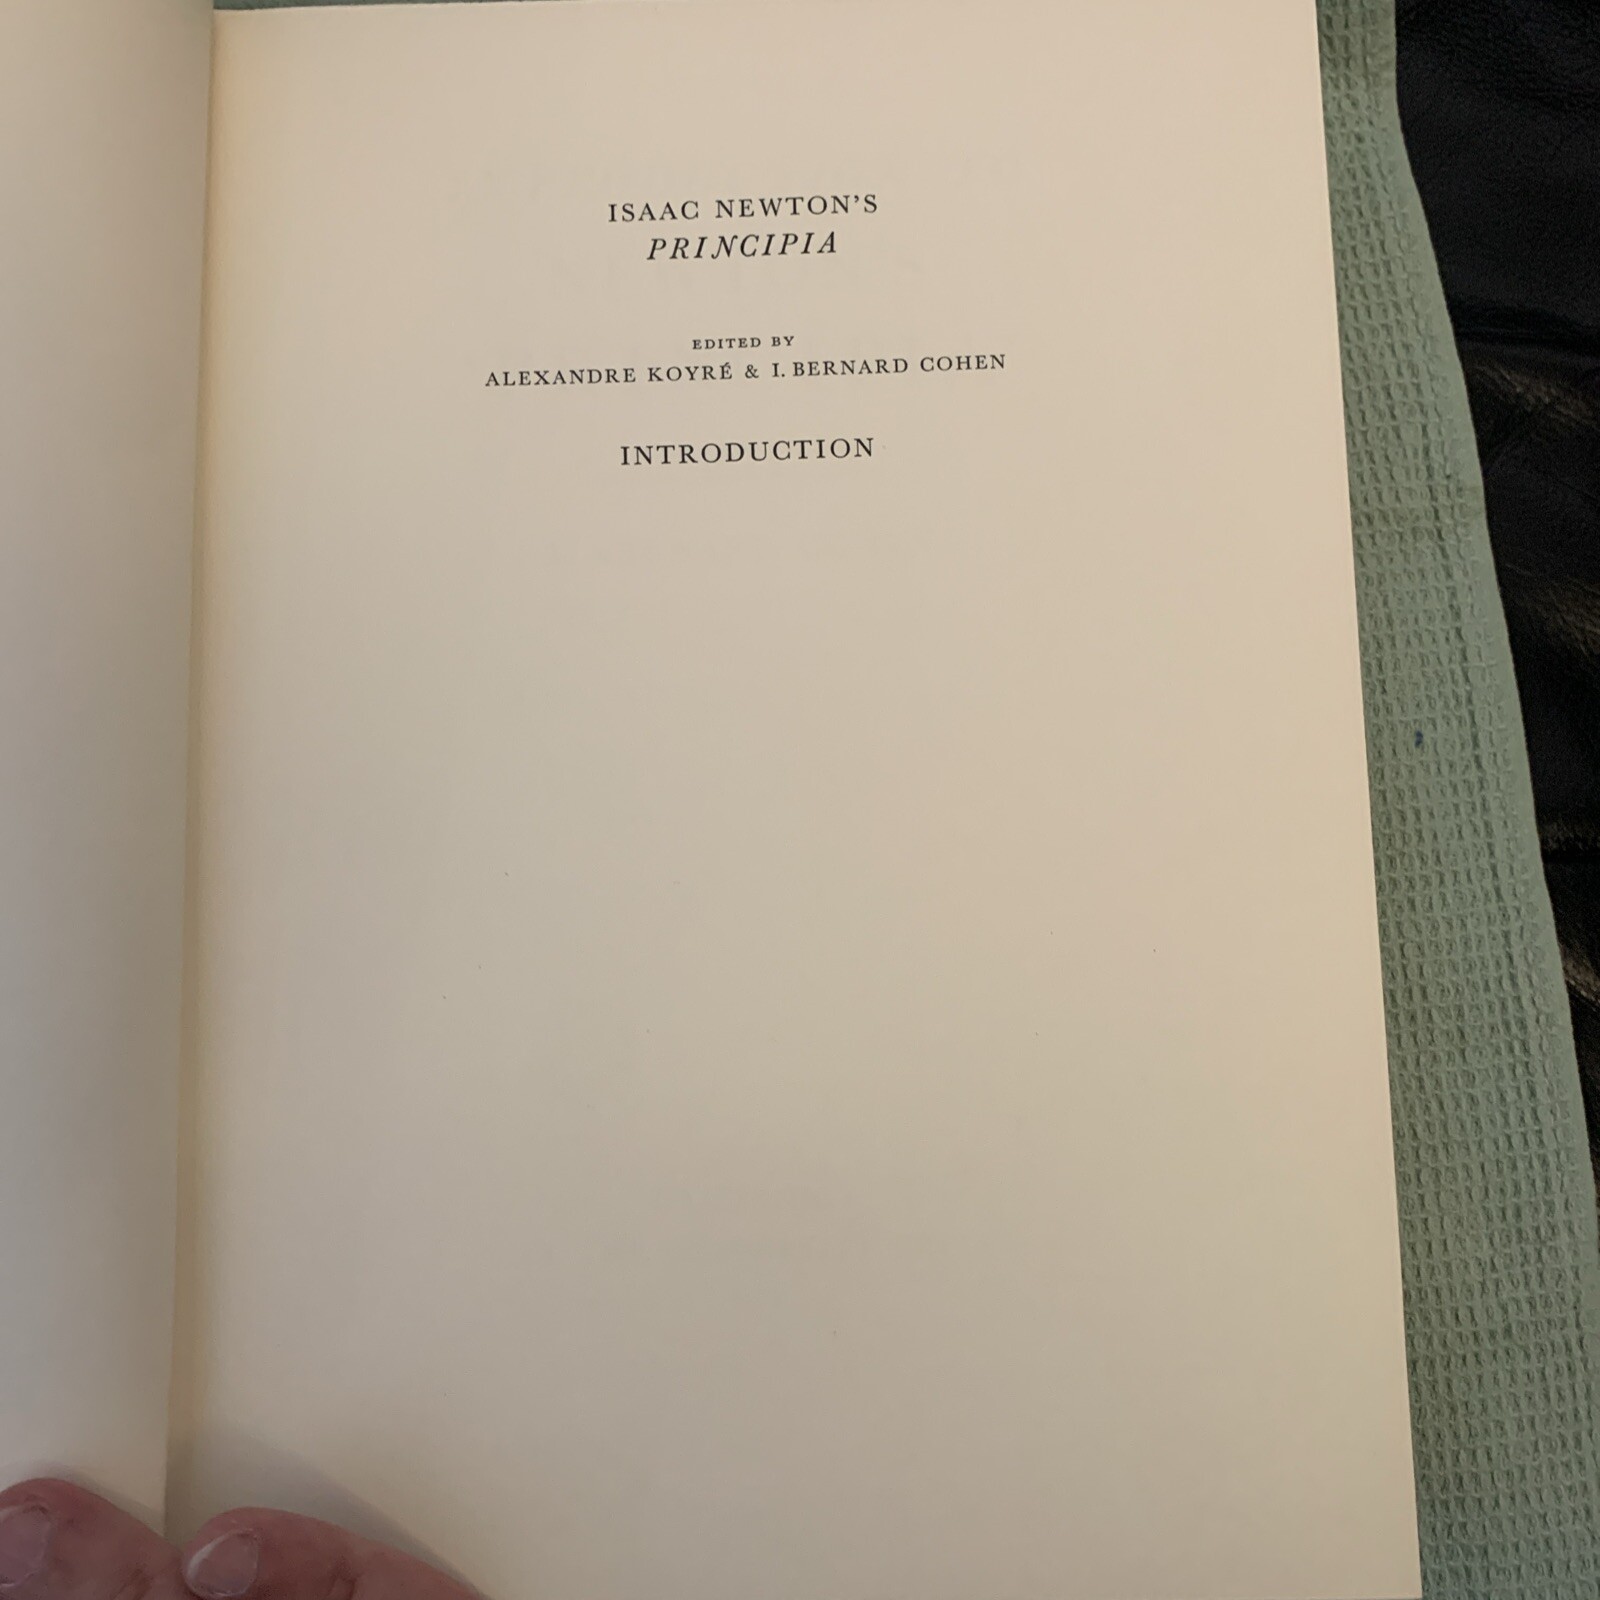 ISAAC NEWTON'S
PRINCIPIA
EDITED BY
ALEXANDRE KOYRÉ & I. BERNARD COHEN
INTRODUCTION